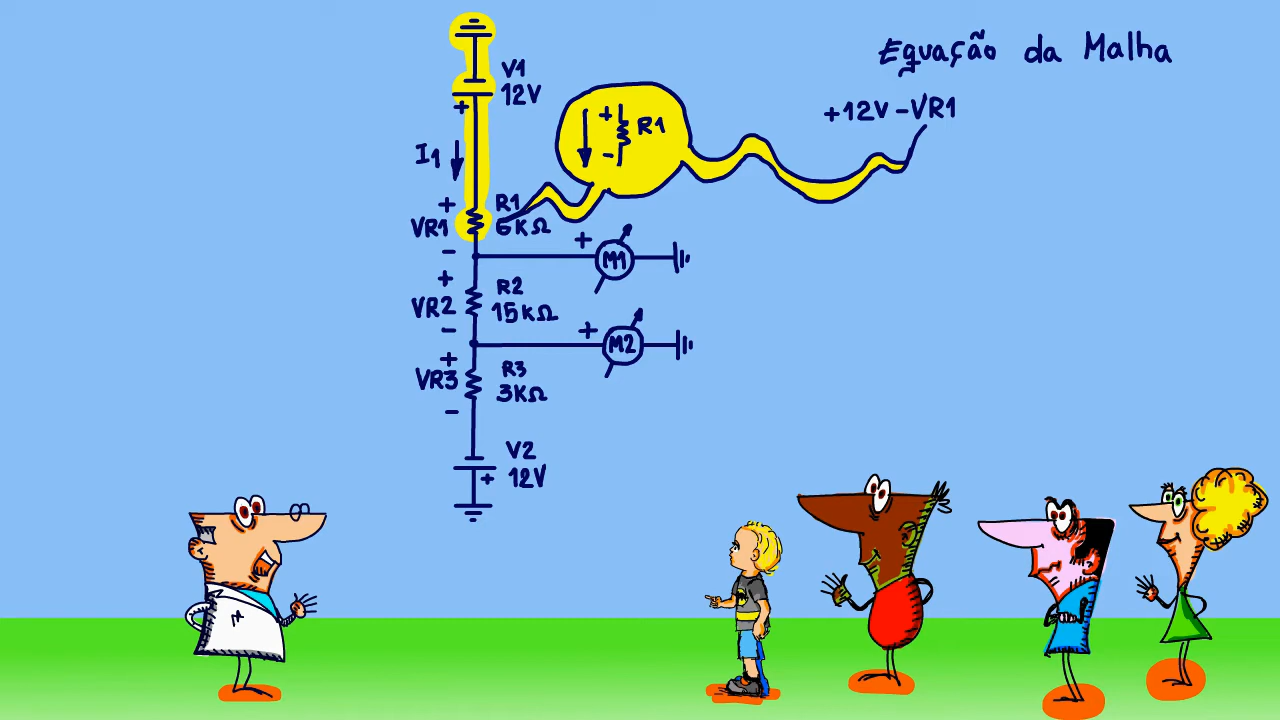 Equação da Malha
+12V -VR1
V1
12V
+
I1
+ R1
-
R1
6KΩ
+
VR1
-
+ M1
+
VR2
-
R2
15KΩ
+ M2
+
VR3
-
R3
3KΩ
V2
12V
+
M